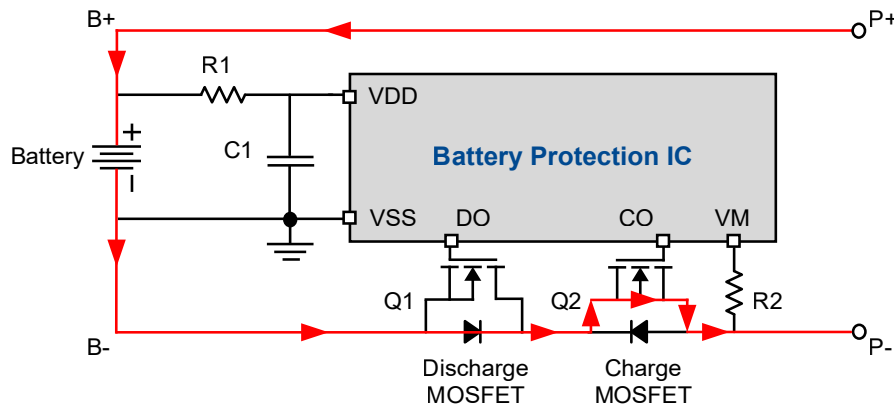 B+
P+
R1
VDD
Battery
+
C1
Battery Protection IC
VSS
DO
CO
VM
Q1
Q2
R2
B-
P-
Discharge
MOSFET
Charge
MOSFET